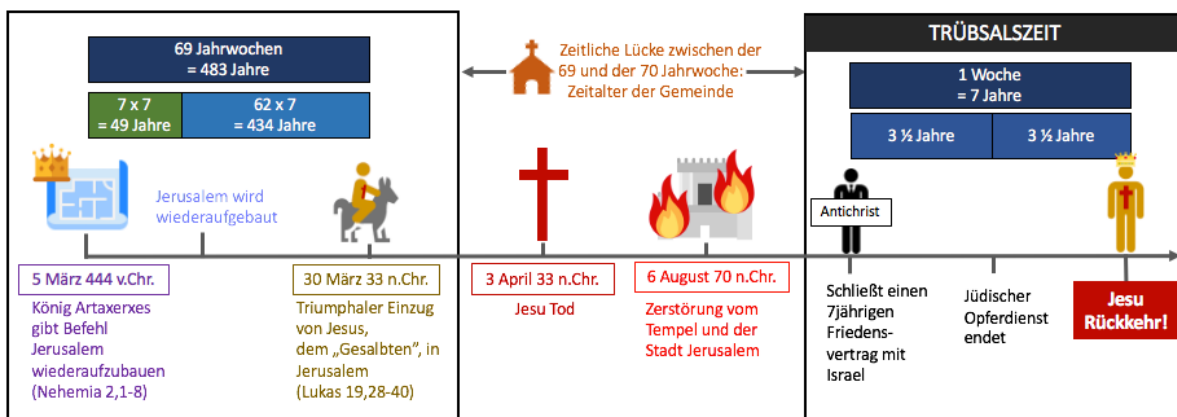 69 Jahrwochen
= 483 Jahre
7 x 7
= 49 Jahre
62 x 7
= 434 Jahre
Jerusalem wird
wiederaufgebaut
5 März 444 v.Chr.
König Artaxerxes
gibt Befehl
Jerusalem
wiederaufzubauen
(Nehemia 2,1-8)
30 März 33 n.Chr.
Triumphaler Einzug
von Jesus,
dem „Gesalbten”, in
Jerusalem
(Lukas 19,28-40)
Zeitliche Lücke zwischen der
69 und der 70 Jahrwoche:
Zeitalter der Gemeinde
3 April 33 n.Chr.
Jesu Tod
6 August 70 n.Chr.
Zerstörung vom
Tempel und der
Stadt Jerusalem
TRÜBSALSZEIT
1 Woche
= 7 Jahre
3 ½ Jahre
3 ½ Jahre
Antichrist
Schließt einen
7jährigen
Friedens-
vertrag mit
Israel
Jüdischer
Opferdienst
endet
Jesu
Rückkehr!